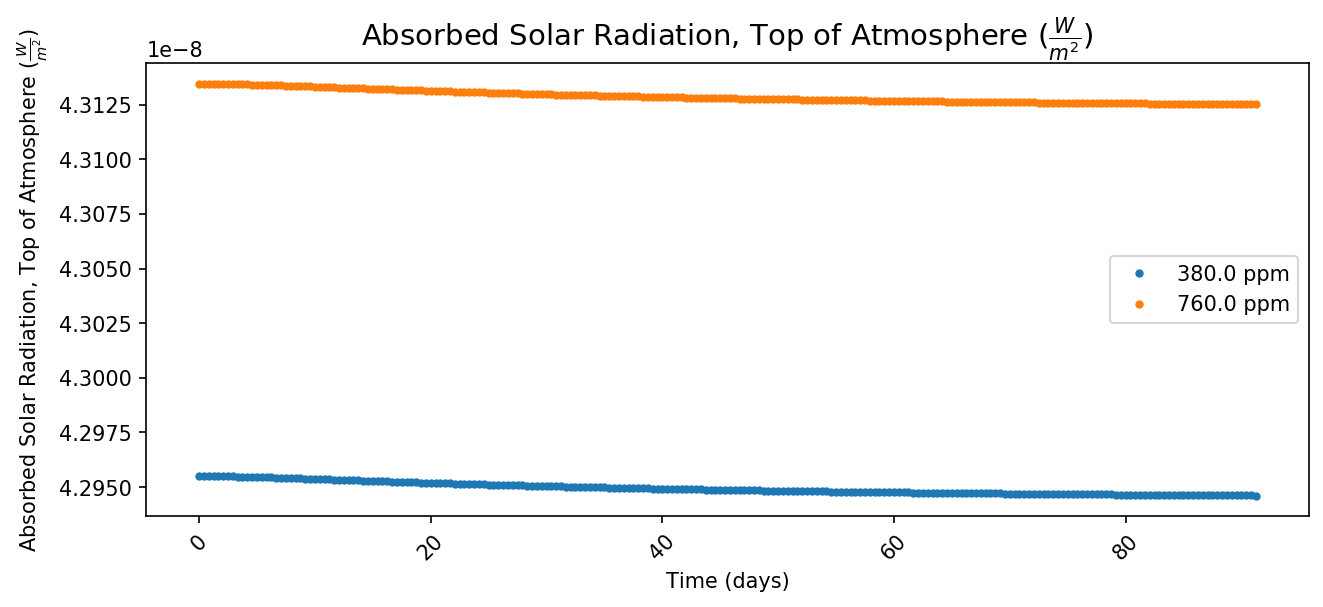 Absorbed Solar Radiation, Top of Atmosphere (W/m²)
1e−8
Absorbed Solar Radiation, Top of Atmosphere (W/m²)
4.3125
4.3100
4.3075
4.3050
4.3025
4.3000
4.2975
4.2950
380.0 ppm
760.0 ppm
0 20 40 60 80
Time (days)